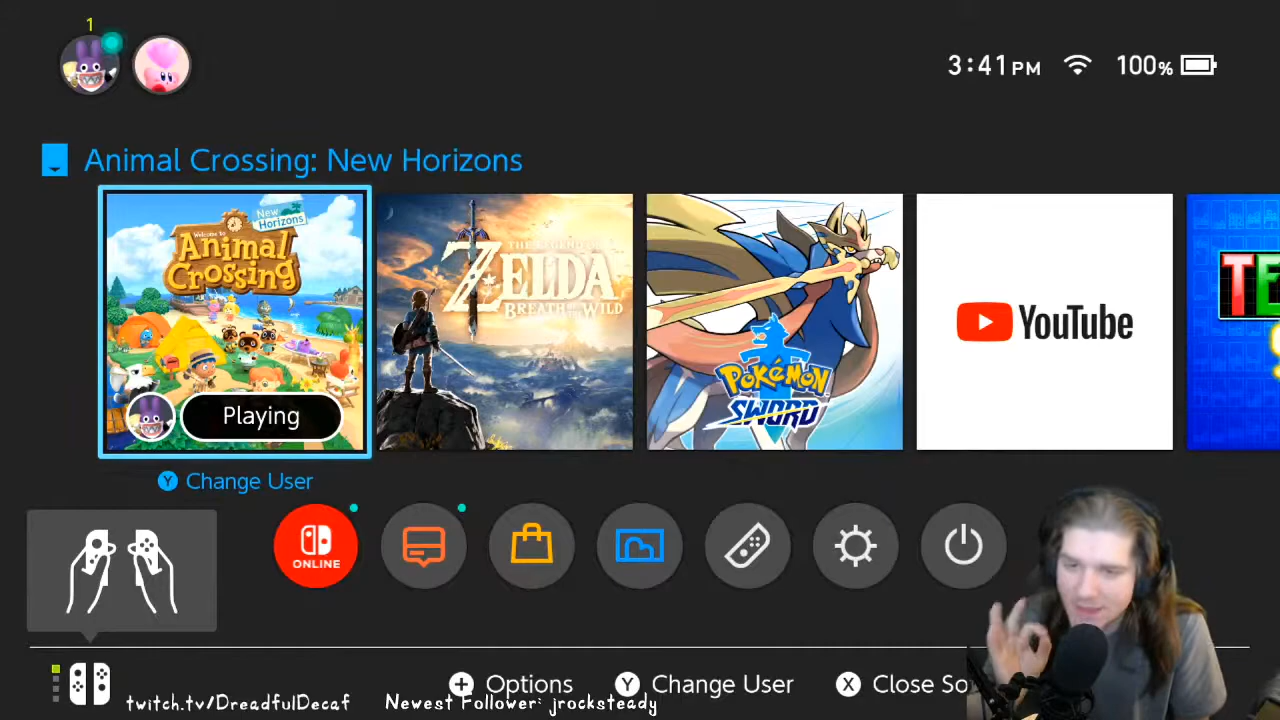 1
3:41 PM 100%
Animal Crossing: New Horizons
New
Horizons
Welcome to
Animal
Crossing
Playing
THE LEGEND OF
ZELDA
BREATH OF THE WILD
POKÉMON
SWORD
YouTube
TE
Y Change User
ONLINE
+ Options Y Change User X Close So
twitch.tv/DreadfulDecaf Newest Follower: jrocksteady